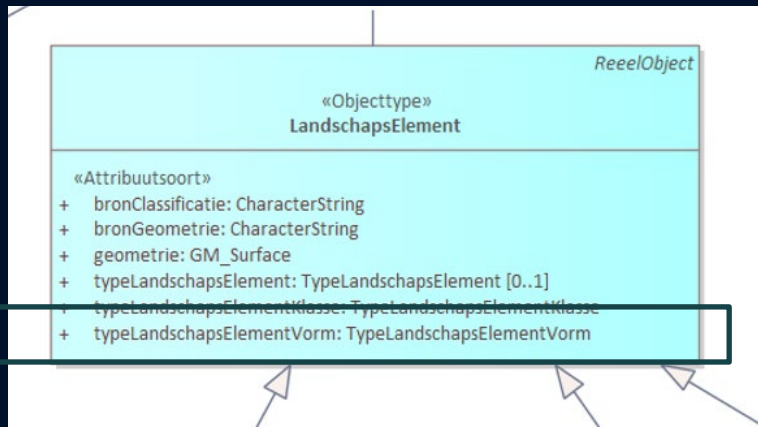 ReeelObject
«Objecttype»
LandschapsElement
«Attribuutsoort»
+ bronClassificatie: CharacterString
+ bronGeometrie: CharacterString
+ geometrie: GM_Surface
+ typeLandschapsElement: TypeLandschapsElement [0..1]
+ typeLandschapsElementKlasse: TypeLandschapsElementKlasse
+ typeLandschapsElementVorm: TypeLandschapsElementVorm